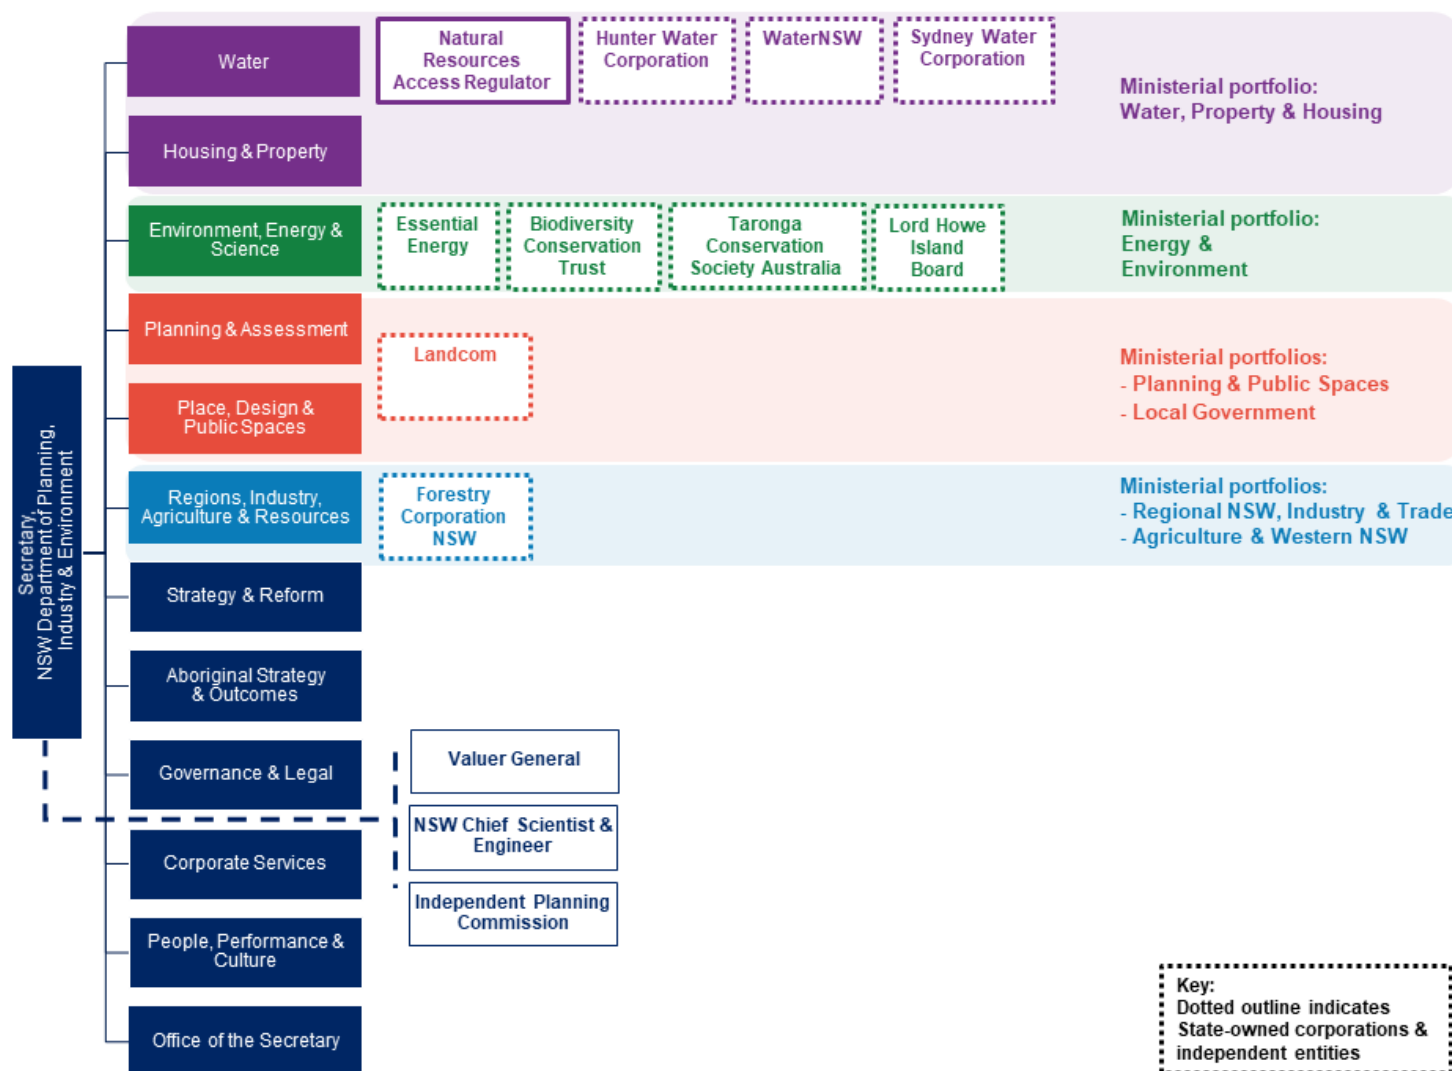 Water
Natural
Resources
Access Regulator
Hunter Water
Corporation
WaterNSW
Sydney Water
Corporation
Ministerial portfolio:
Water, Property & Housing
Housing & Property
Environment, Energy &
Science
Essential
Energy
Biodiversity
Conservation
Trust
Taronga
Conservation
Society Australia
Lord Howe
Island
Board
Ministerial portfolio:
Energy &
Environment
Planning & Assessment
Landcom
Place, Design &
Public Spaces
Ministerial portfolios:
- Planning & Public Spaces
- Local Government
Regions, Industry,
Agriculture & Resources
Forestry
Corporation
NSW
Ministerial portfolios:
- Regional NSW, Industry & Trade
- Agriculture & Western NSW
Secretary,
NSW Department of Planning,
Industry & Environment
Strategy & Reform
Aboriginal Strategy
& Outcomes
Governance & Legal
Valuer General
NSW Chief Scientist &
Engineer
Independent Planning
Commission
Corporate Services
People, Performance &
Culture
Office of the Secretary
Key:
Dotted outline indicates
State-owned corporations &
independent entities